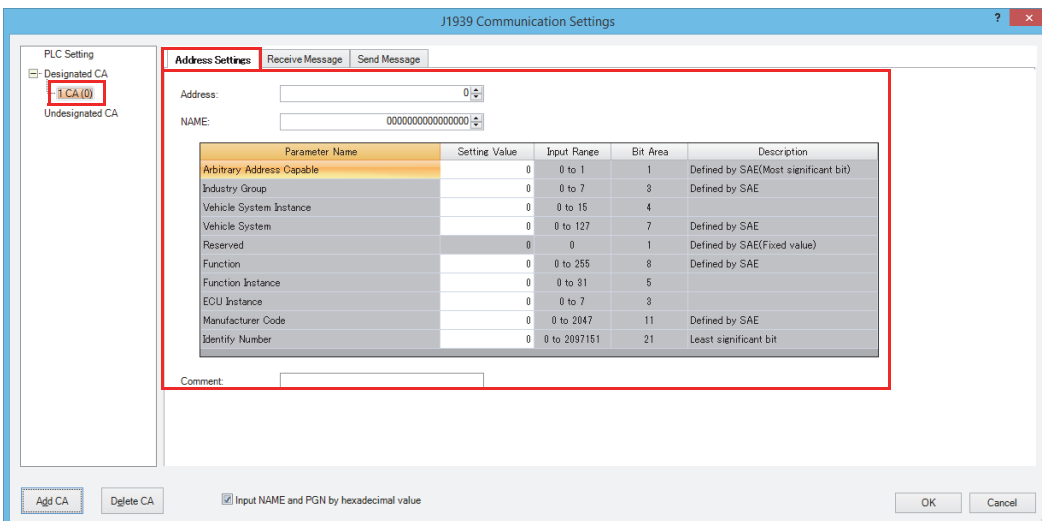 J1939 Communication Settings
?
×
PLC Setting
Designated CA
1 CA (0)
Undesignated CA
Address Settings Receive Message Send Message
Address: 0
NAME: 0000000000000000
Parameter Name Setting Value Input Range Bit Area Description
Arbitrary Address Capable 0 0 to 1 1 Defined by SAE(Most significant bit)
Industry Group 0 0 to 7 3 Defined by SAE
Vehicle System Instance 0 0 to 15 4
Vehicle System 0 0 to 127 7 Defined by SAE
Reserved 0 0 1 Defined by SAE(Fixed value)
Function 0 0 to 255 8 Defined by SAE
Function Instance 0 0 to 31 5
ECU Instance 0 0 to 7 3
Manufacturer Code 0 0 to 2047 11 Defined by SAE
Identify Number 0 0 to 2097151 21 Least significant bit
Comment:
Add CA Delete CA Input NAME and PGN by hexadecimal value OK Cancel